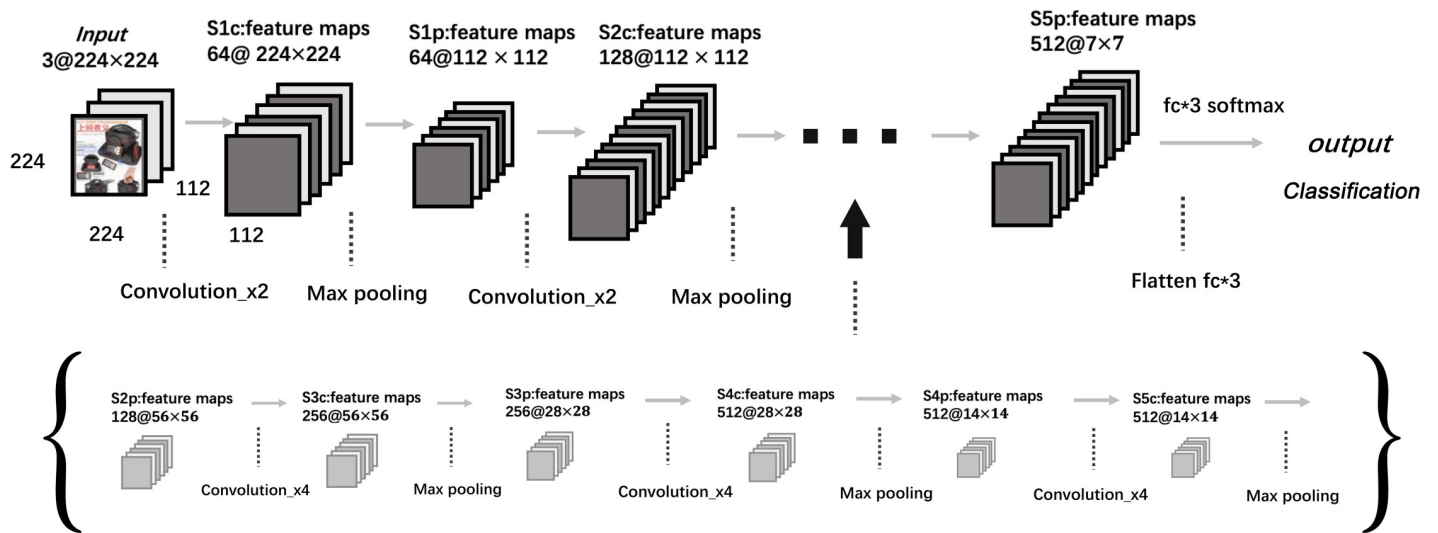 Input
3@224×224
S1c:feature maps
64@ 224×224
S1p:feature maps
64@112 × 112
S2c:feature maps
128@112 × 112
S5p:feature maps
512@7×7
上班者义
fc*3 softmax
output
Classification
224
224
112
112
Convolution_x2
Max pooling
Convolution_x2
Max pooling
Flatten fc*3
S2p:feature maps
128@56×56
S3c:feature maps
256@56×56
S3p:feature maps
256@28×28
S4c:feature maps
512@28×28
S4p:feature maps
512@14×14
S5c:feature maps
512@14×14
Convolution_x4
Max pooling
Convolution_x4
Max pooling
Convolution_x4
Max pooling